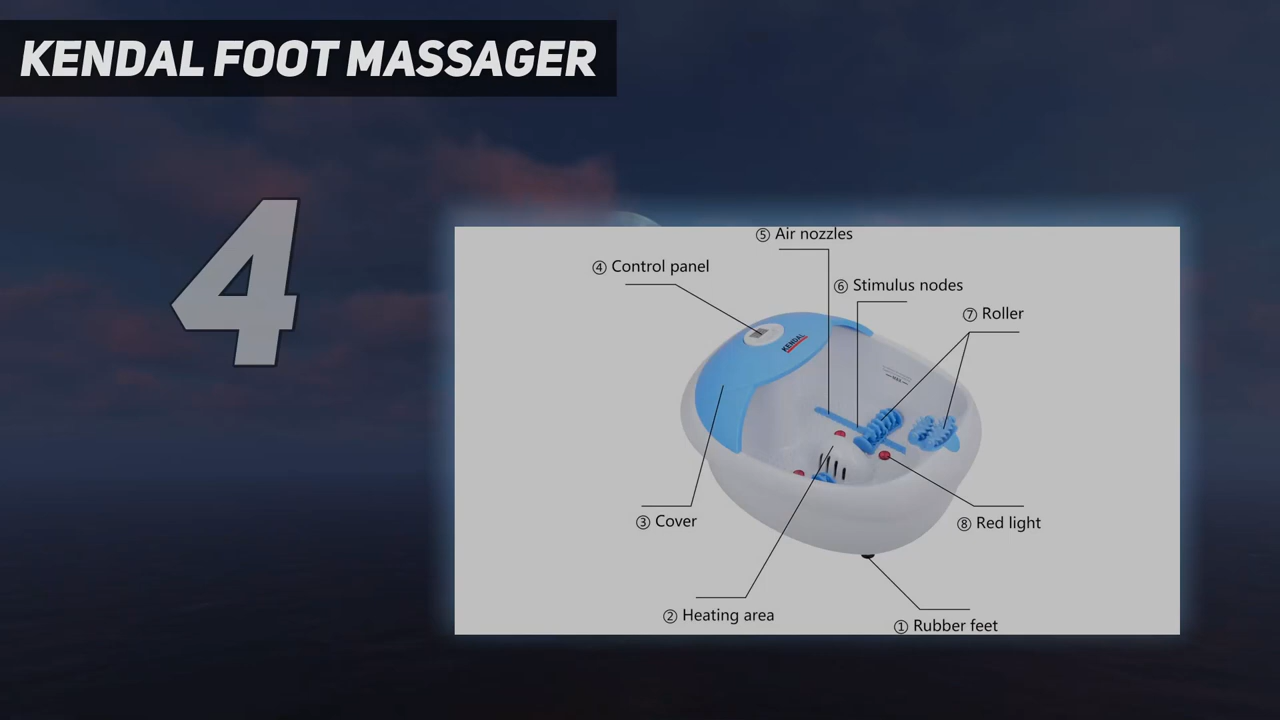 KENDAL FOOT MASSAGER
4
⑤ Air nozzles
④ Control panel
⑥ Stimulus nodes
⑦ Roller
KENDAL
③ Cover
⑧ Red light
② Heating area
① Rubber feet